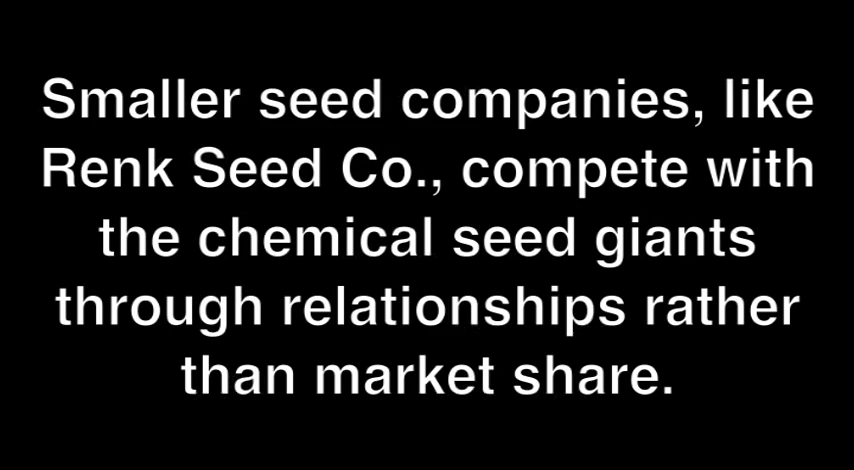 Smaller seed companies, like
Renk Seed Co., compete with
the chemical seed giants
through relationships rather
than market share.